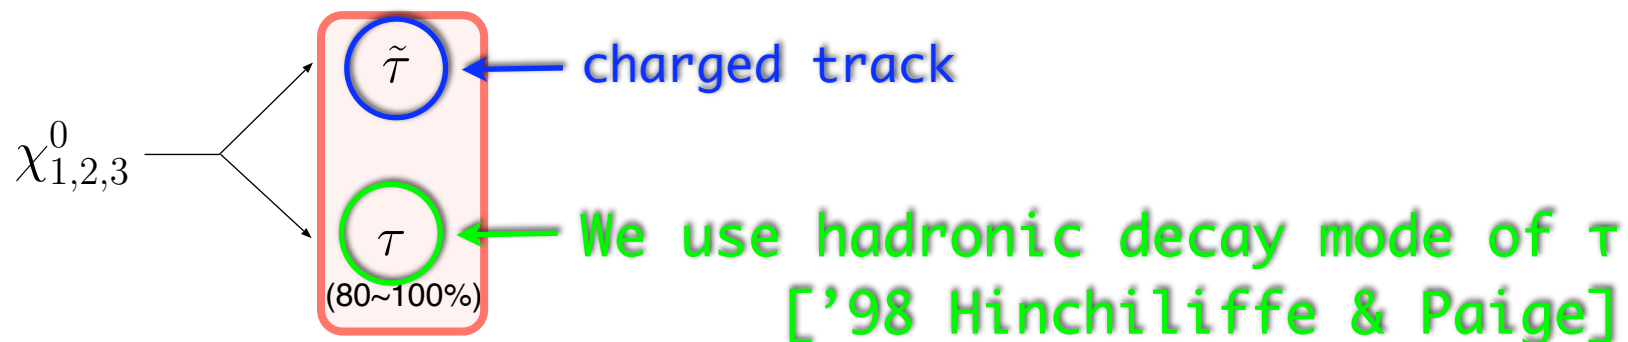 τ̃
charged track
χ⁰₁,₂,₃
τ
We use hadronic decay mode of τ
(80~100%)
['98 Hinchiliffe & Paige]